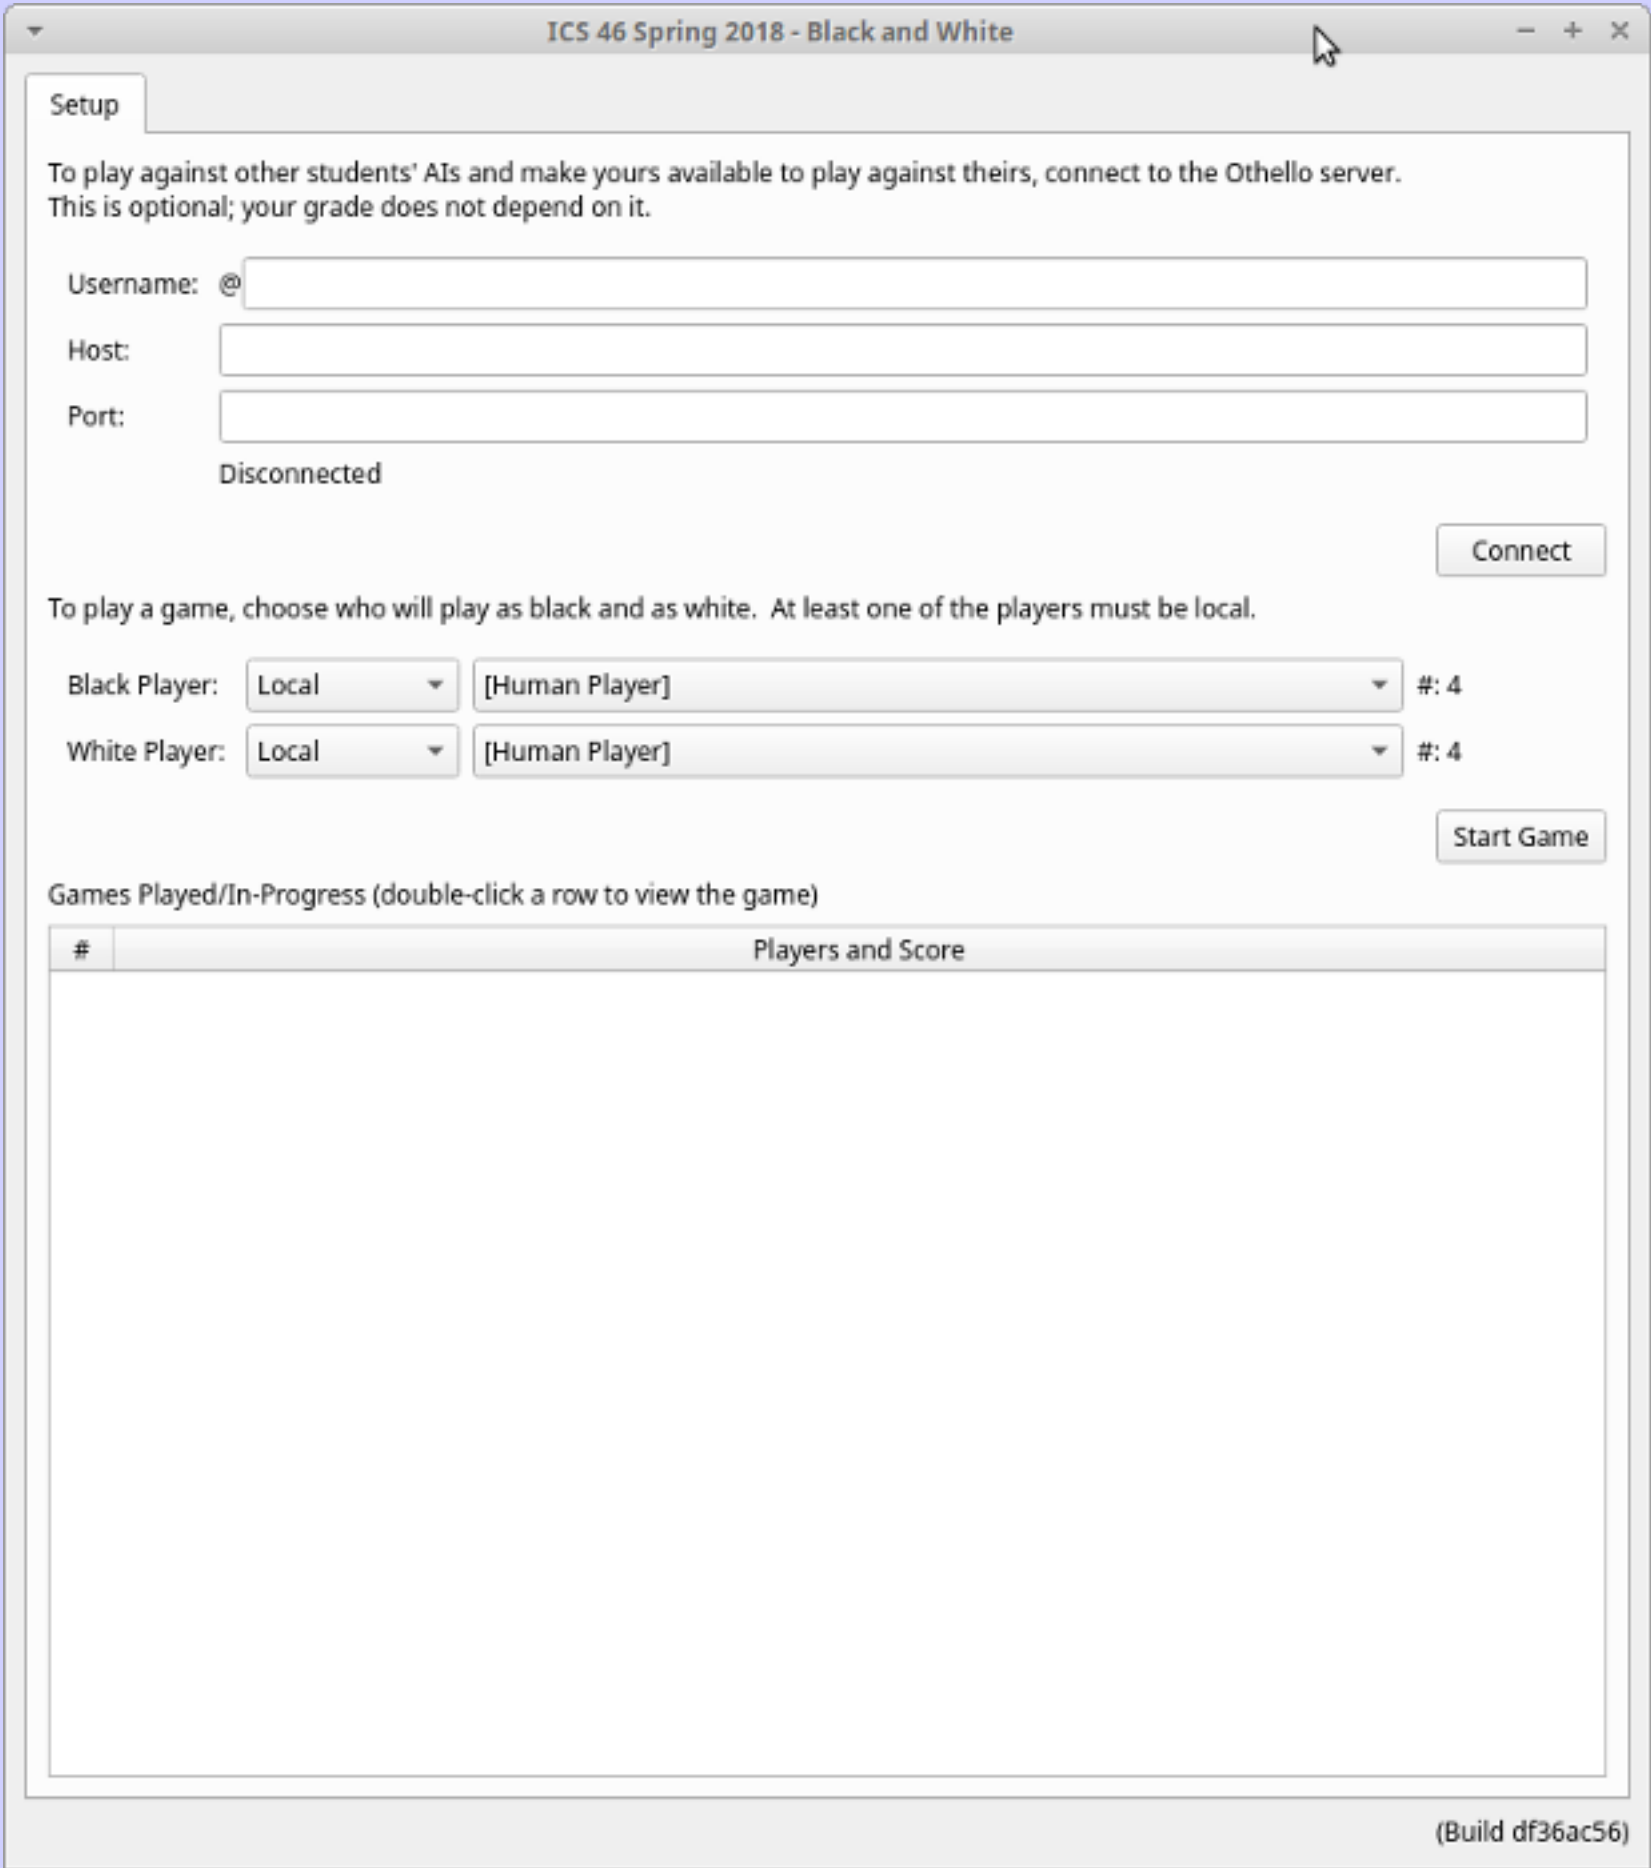 ICS 46 Spring 2018 - Black and White
Setup
To play against other students' AIs and make yours available to play against theirs, connect to the Othello server.
This is optional; your grade does not depend on it.
Username: @
Host:
Port:
Disconnected
Connect
To play a game, choose who will play as black and as white.  At least one of the players must be local.
Black Player: Local [Human Player] #: 4
White Player: Local [Human Player] #: 4
Start Game
Games Played/In-Progress (double-click a row to view the game)
# Players and Score
(Build df36ac56)